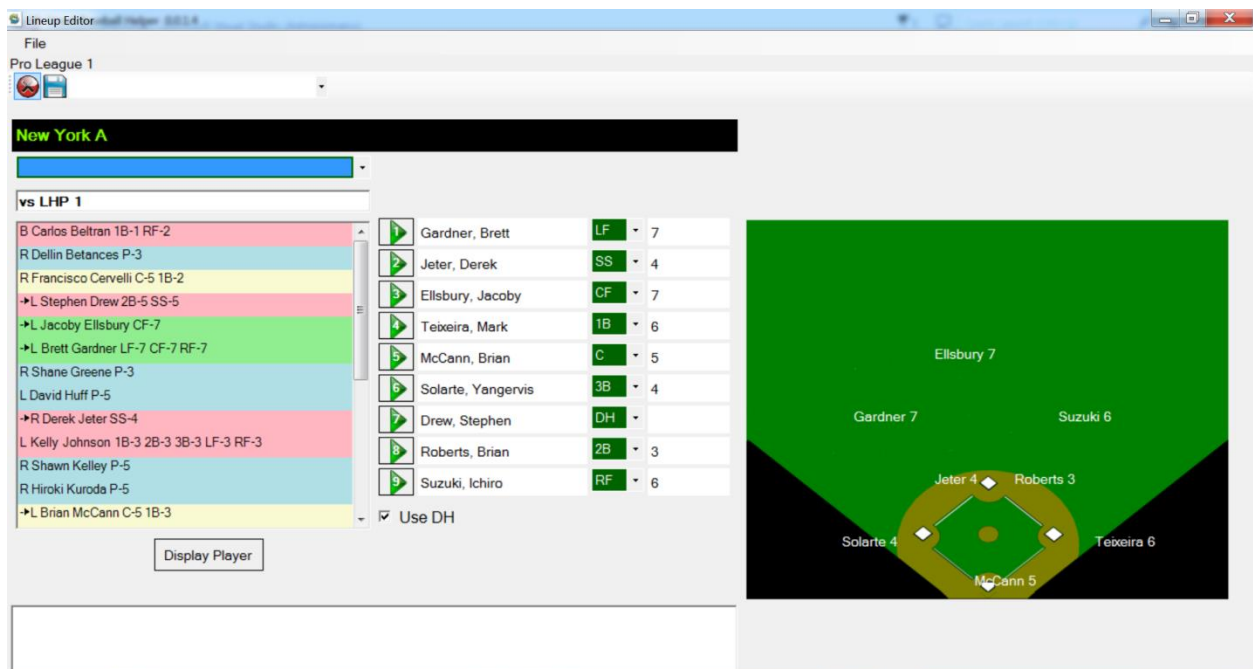 Lineup Editor
File
Pro League 1
New York A
vs LHP 1
B Carlos Beltran 1B-1 RF-2
R Dellin Betances P-3
R Francisco Cervelli C-5 1B-2
→L Stephen Drew 2B-5 SS-5
→L Jacoby Ellsbury CF-7
→L Brett Gardner LF-7 CF-7 RF-7
R Shane Greene P-3
L David Huff P-5
→R Derek Jeter SS-4
L Kelly Johnson 1B-3 2B-3 3B-3 LF-3 RF-3
R Shawn Kelley P-5
R Hiroki Kuroda P-5
→L Brian McCann C-5 1B-3
Display Player
1 Gardner, Brett LF 7
2 Jeter, Derek SS 4
3 Ellsbury, Jacoby CF 7
4 Teixeira, Mark 1B 6
5 McCann, Brian C 5
6 Solarte, Yangervis 3B 4
7 Drew, Stephen DH
8 Roberts, Brian 2B 3
9 Suzuki, Ichiro RF 6
Use DH
Ellsbury 7
Gardner 7 Suzuki 6
Jeter 4 Roberts 3
Solarte 4 Teixeira 6
McCann 5